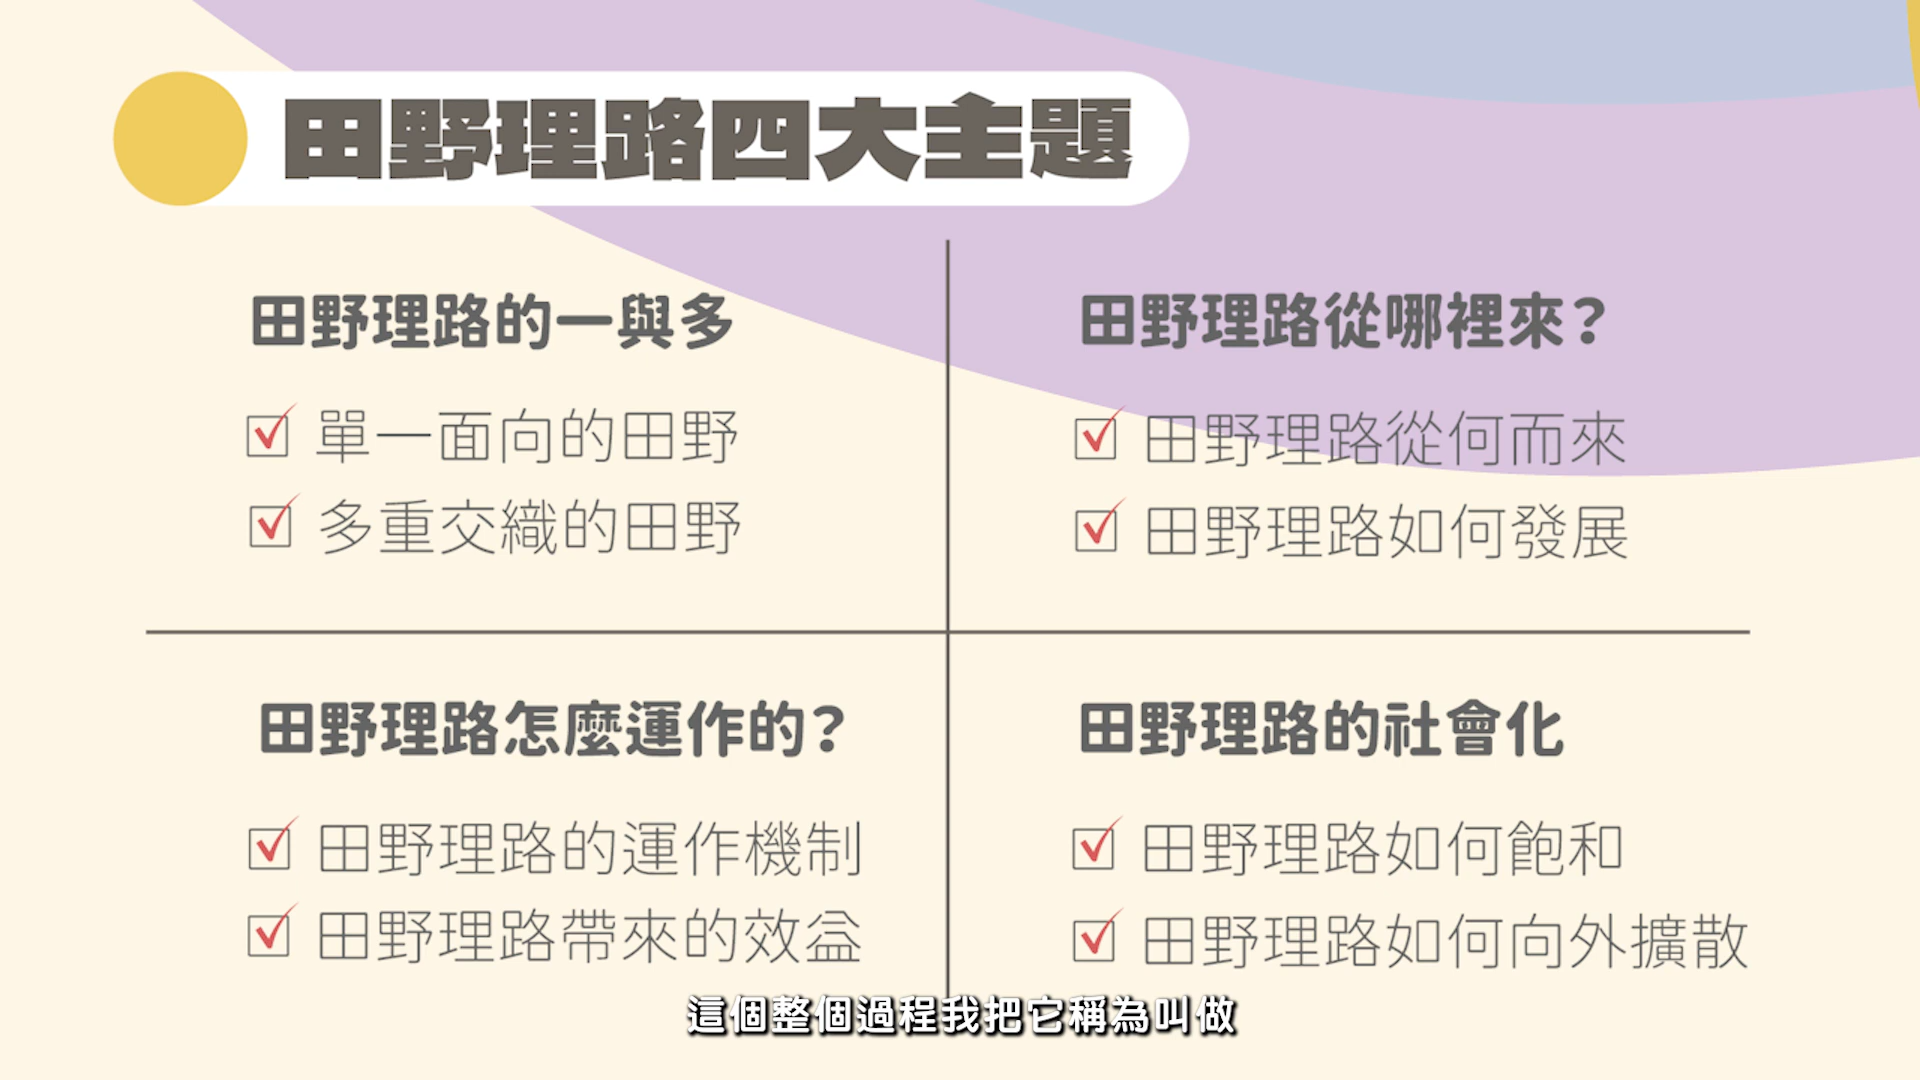 田野理路四大主題
田野理路的一與多
單一面向的田野
多重交織的田野
田野理路從哪裡來？
田野理路從何而來
田野理路如何發展
田野理路怎麼運作的？
田野理路的運作機制
田野理路帶來的效益
田野理路的社會化
田野理路如何飽和
田野理路如何向外擴散
這個整個過程我把它稱為叫做